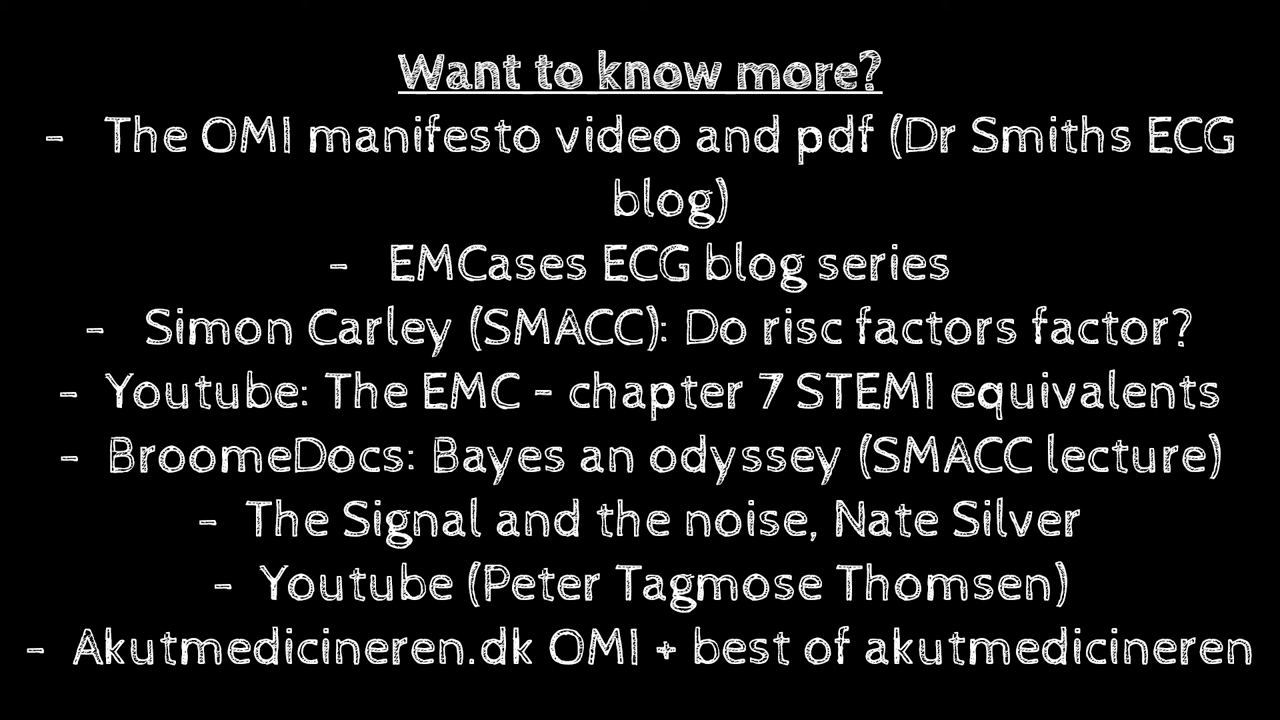 Want to know more?
- The OMI manifesto video and pdf (Dr Smiths ECG
blog)
- EMCases ECG blog series
- Simon Carley (SMACC): Do risc factors factor?
- Youtube: The EMC - chapter 7 STEMI equivalents
- BroomeDocs: Bayes an odyssey (SMACC lecture)
- The Signal and the noise, Nate Silver
- Youtube (Peter Tagmose Thomsen)
- Akutmedicineren.dk OMI + best of akutmedicineren